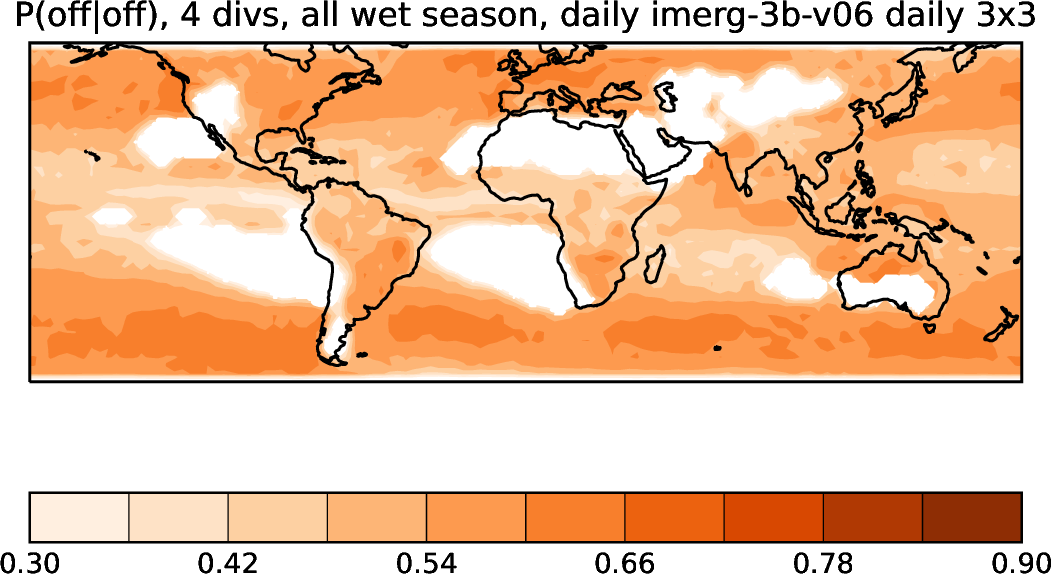 P(off|off), 4 divs, all wet season, daily imerg-3b-v06 daily 3x3
0.30 0.42 0.54 0.66 0.78 0.90